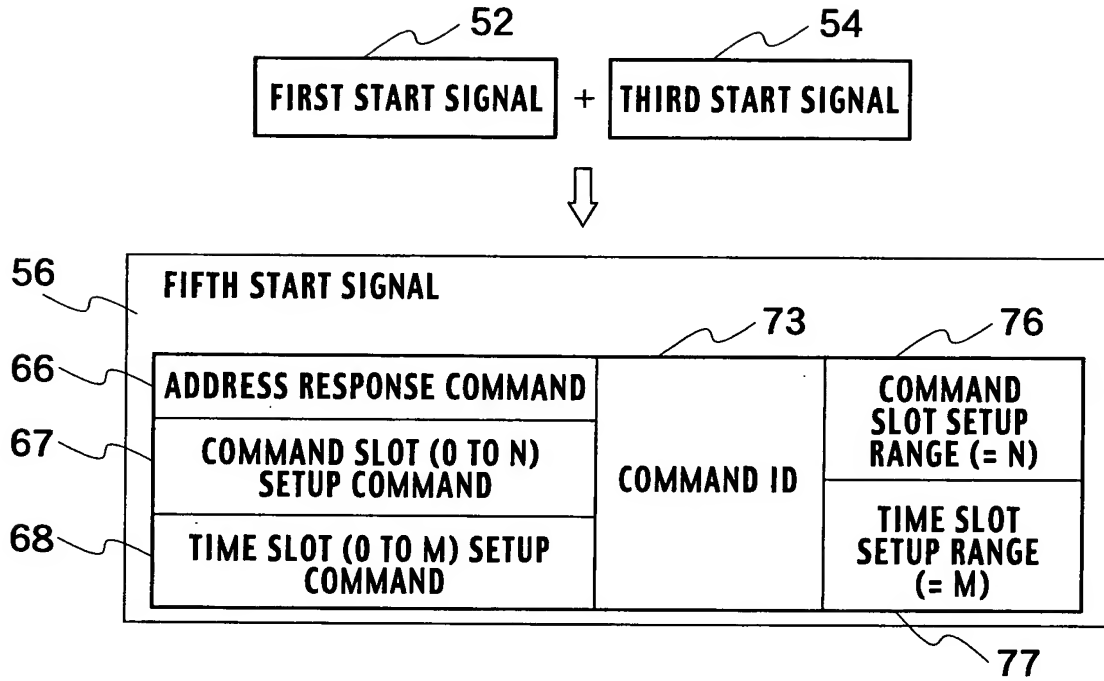 52
54
FIRST START SIGNAL + THIRD START SIGNAL
56
FIFTH START SIGNAL
73
76
66
ADDRESS RESPONSE COMMAND
67
COMMAND SLOT (0 TO N)
SETUP COMMAND
68
TIME SLOT (0 TO M) SETUP
COMMAND
COMMAND ID
COMMAND
SLOT SETUP
RANGE (= N)
TIME SLOT
SETUP RANGE
(= M)
77